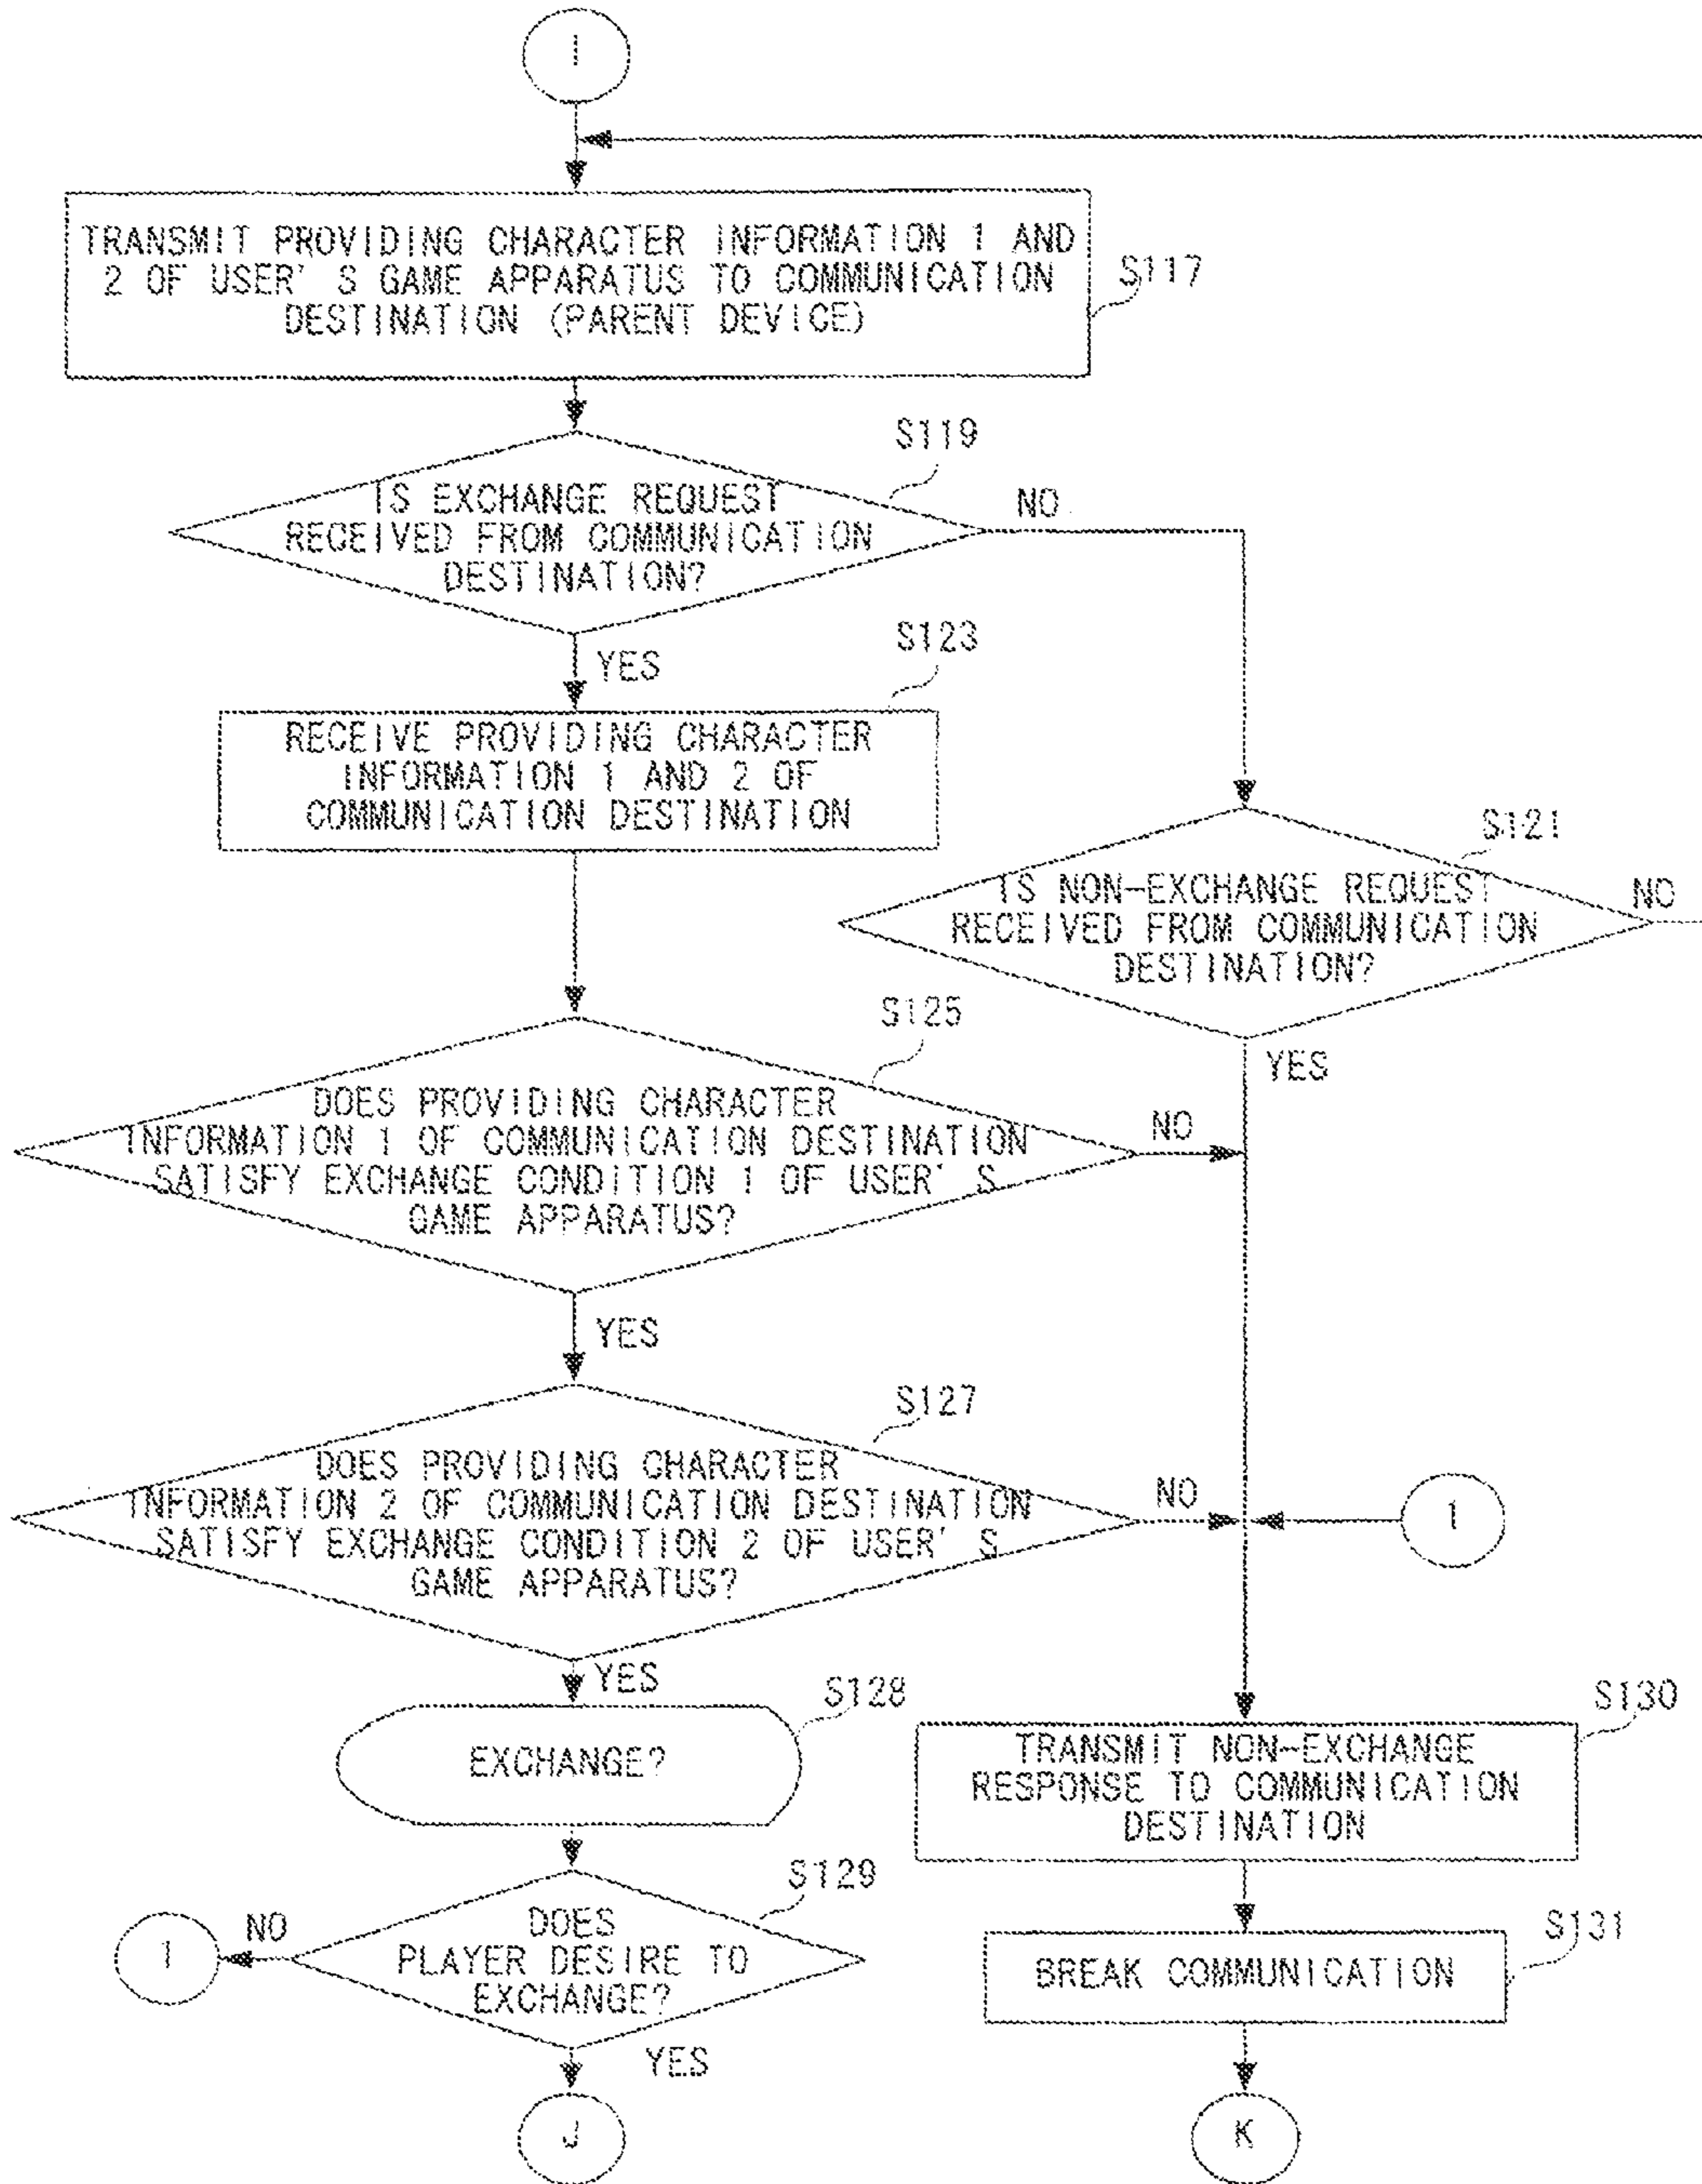 I
TRANSMIT PROVIDING CHARACTER INFORMATION 1 AND
2 OF USER'S GAME APPARATUS TO COMMUNICATION
DESTINATION (PARENT DEVICE)
S117
S119
IS EXCHANGE REQUEST
RECEIVED FROM COMMUNICATION
DESTINATION?
NO
YES
S123
RECEIVE PROVIDING CHARACTER
INFORMATION 1 AND 2 OF
COMMUNICATION DESTINATION
S121
IS NON-EXCHANGE REQUEST
RECEIVED FROM COMMUNICATION
DESTINATION?
NO
YES
S125
DOES PROVIDING CHARACTER
INFORMATION 1 OF COMMUNICATION DESTINATION
SATISFY EXCHANGE CONDITION 1 OF USER'S
GAME APPARATUS?
NO
YES
S127
DOES PROVIDING CHARACTER
INFORMATION 2 OF COMMUNICATION DESTINATION
SATISFY EXCHANGE CONDITION 2 OF USER'S
GAME APPARATUS?
NO
1
YES
S128
EXCHANGE?
S130
TRANSMIT NON-EXCHANGE
RESPONSE TO COMMUNICATION
DESTINATION
S129
DOES
PLAYER DESIRE TO
EXCHANGE?
NO
1
YES
S131
BREAK COMMUNICATION
J
K